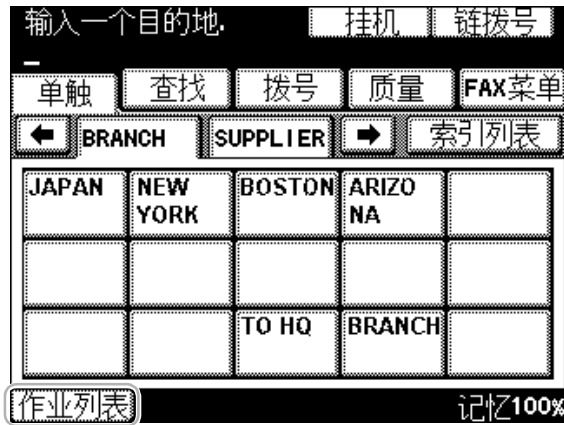 输入一个目的地. 挂机 链拨号
单触 查找 拨号 质量 FAX菜单
BRANCH SUPPLIER 索引列表
JAPAN NEW YORK BOSTON ARIZONA
TO HQ BRANCH
作业列表 记忆100%